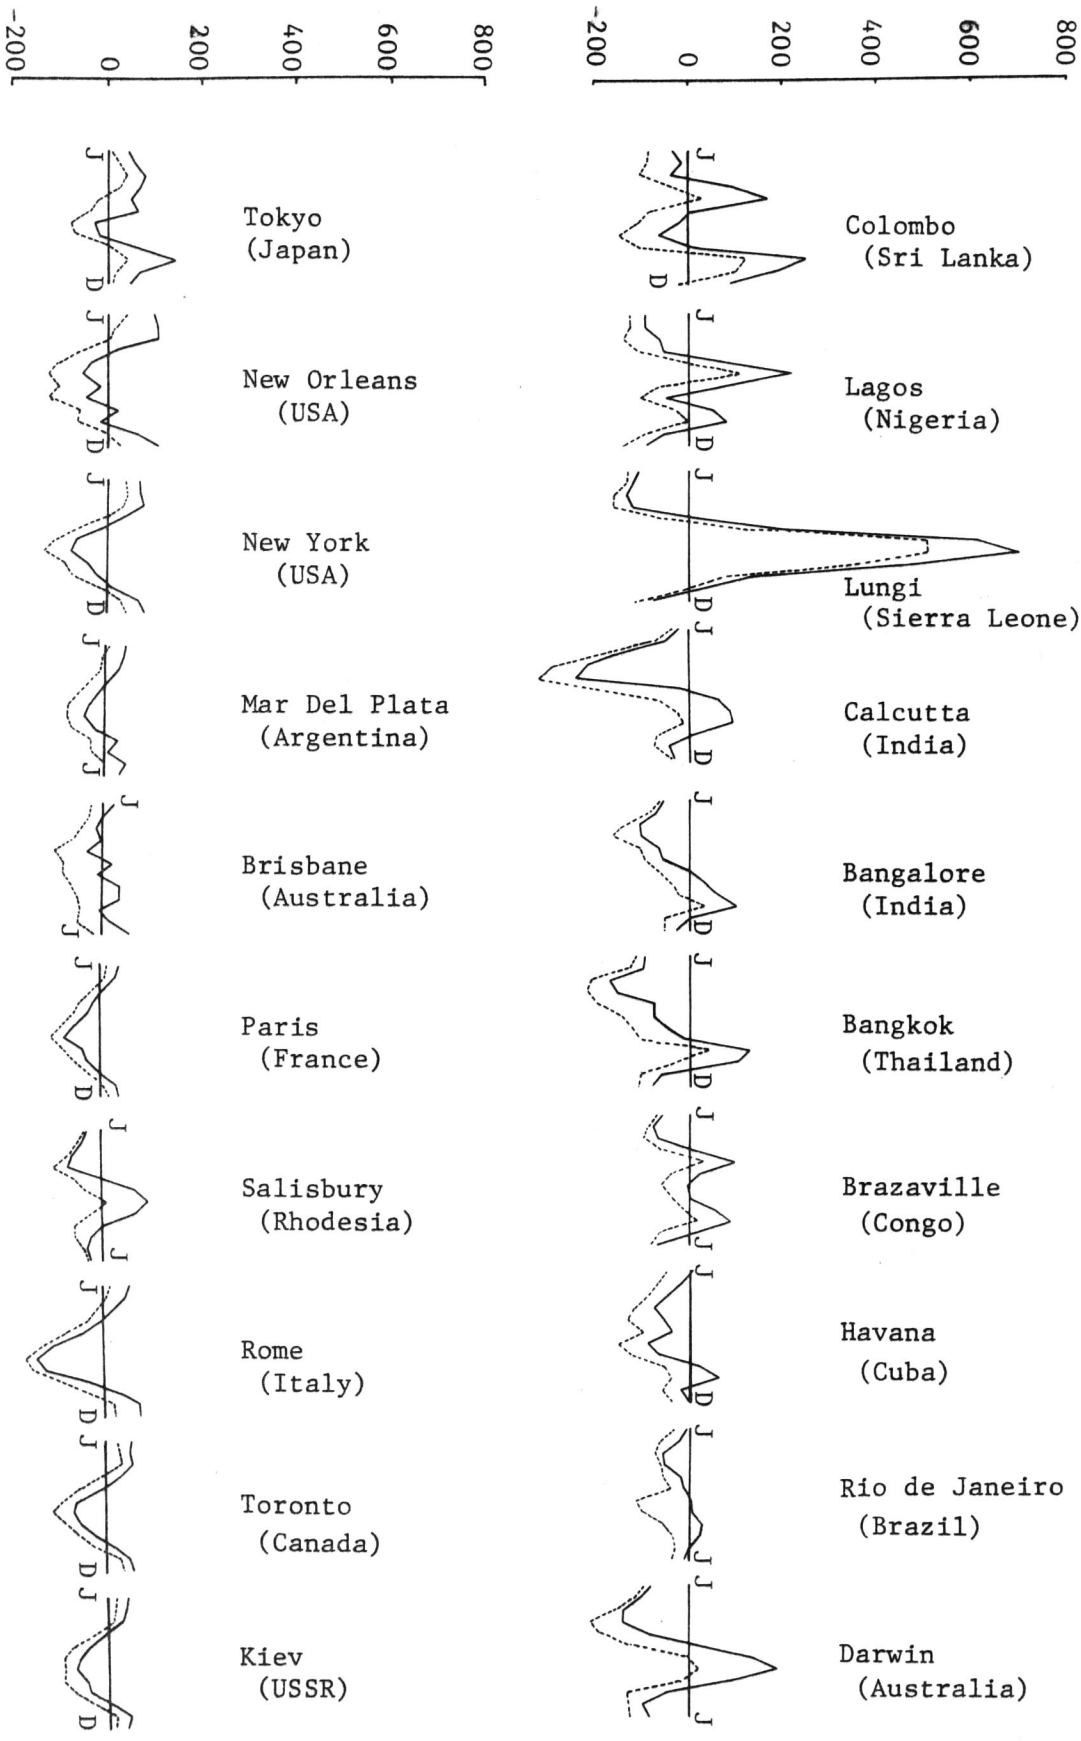 -200
0
200
400
600
800
J
D
Tokyo
(Japan)
J
D
New Orleans
(USA)
J
D
New York
(USA)
J
J
Mar Del Plata
(Argentina)
J
J
Brisbane
(Australia)
J
D
Paris
(France)
J
J
Salisbury
(Rhodesia)
J
D
Rome
(Italy)
J
D
Toronto
(Canada)
J
D
Kiev
(USSR)
-200
0
200
400
600
800
J
D
Colombo
(Sri Lanka)
J
D
Lagos
(Nigeria)
J
D
Lungi
(Sierra Leone)
J
D
Calcutta
(India)
J
D
Bangalore
(India)
J
D
Bangkok
(Thailand)
J
J
Brazaville
(Congo)
J
D
Havana
(Cuba)
J
J
Rio de Janeiro
(Brazil)
J
J
Darwin
(Australia)